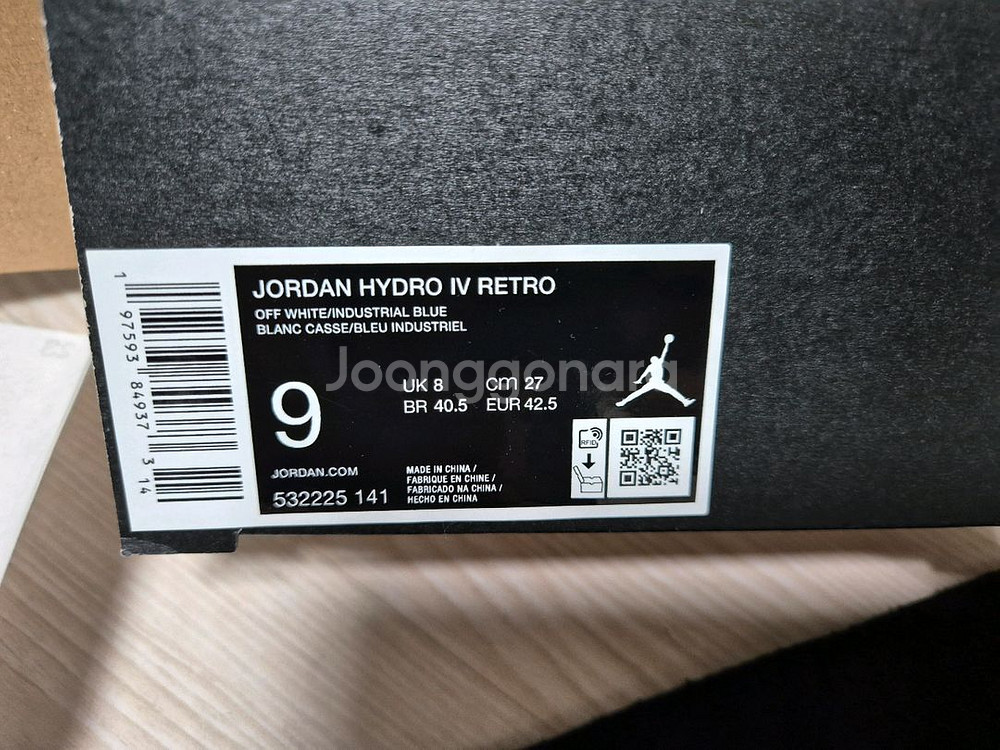 JORDAN HYDRO IV RETRO
OFF WHITE/INDUSTRIAL BLUE
BLANC CASSE/BLEU INDUSTRIEL
Joonggonara
9
UK 8 cm 27
BR 40.5 EUR 42.5
JORDAN.COM
532225 141
MADE IN CHINA /
FABRIQUE EN CHINE /
FABRICADO NA CHINA /
HECHO EN CHINA
RFID
1 97593 84937 3 14